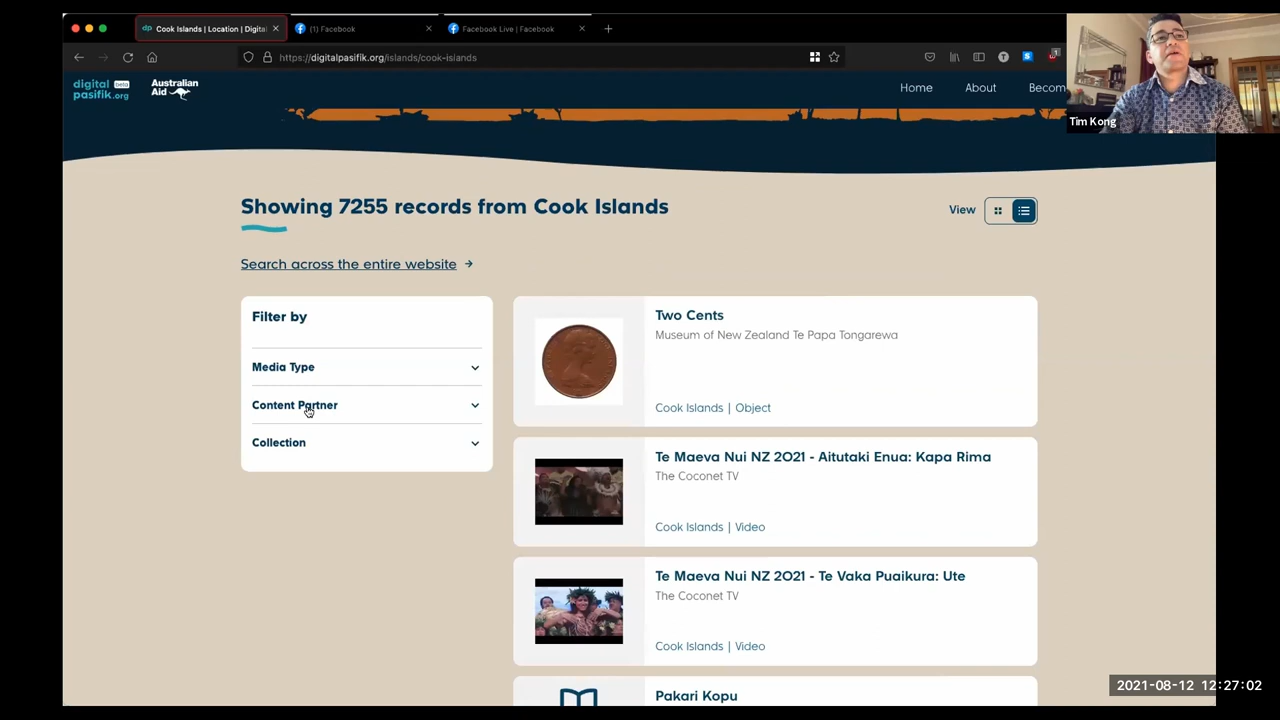 Cook Islands | Location | Digita
(1) Facebook
Facebook Live | Facebook
https://digitalpasifik.org/islands/cook-islands
digital beta
pasifik.org
Australian
Aid
Home
About
Becom
Tim Kong
Showing 7255 records from Cook Islands
View
Search across the entire website
Filter by
Media Type
Content Partner
Collection
Two Cents
Museum of New Zealand Te Papa Tongarewa
Cook Islands | Object
Te Maeva Nui NZ 2021 - Aitutaki Enua: Kapa Rima
The Coconet TV
Cook Islands | Video
Te Maeva Nui NZ 2021 - Te Vaka Puaikura: Ute
The Coconet TV
Cook Islands | Video
Pakari Kopu
2021-08-12 12:27:02